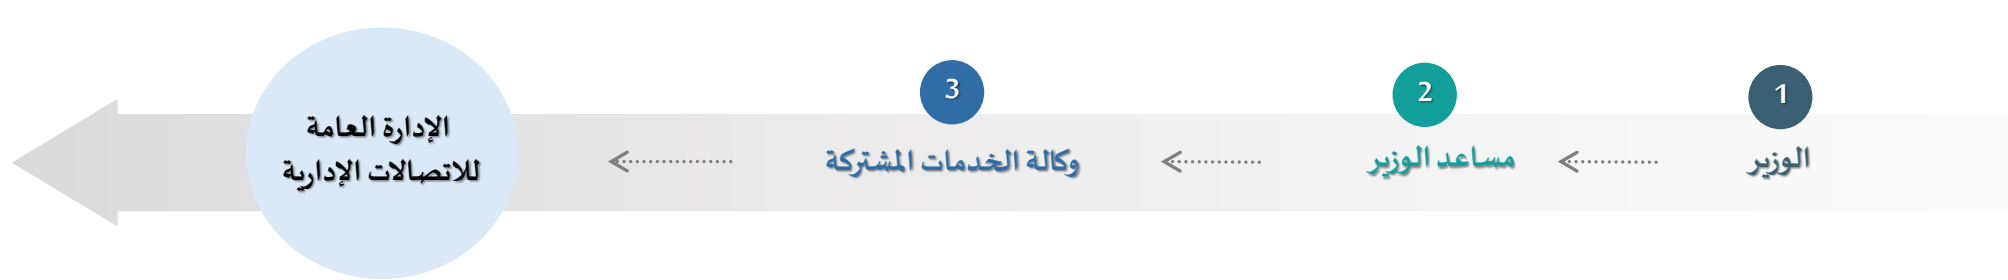 1
الوزير
2
مساعد الوزير
3
وكالة الخدمات المشتركة
الإدارة العامة
للاتصالات الإدارية